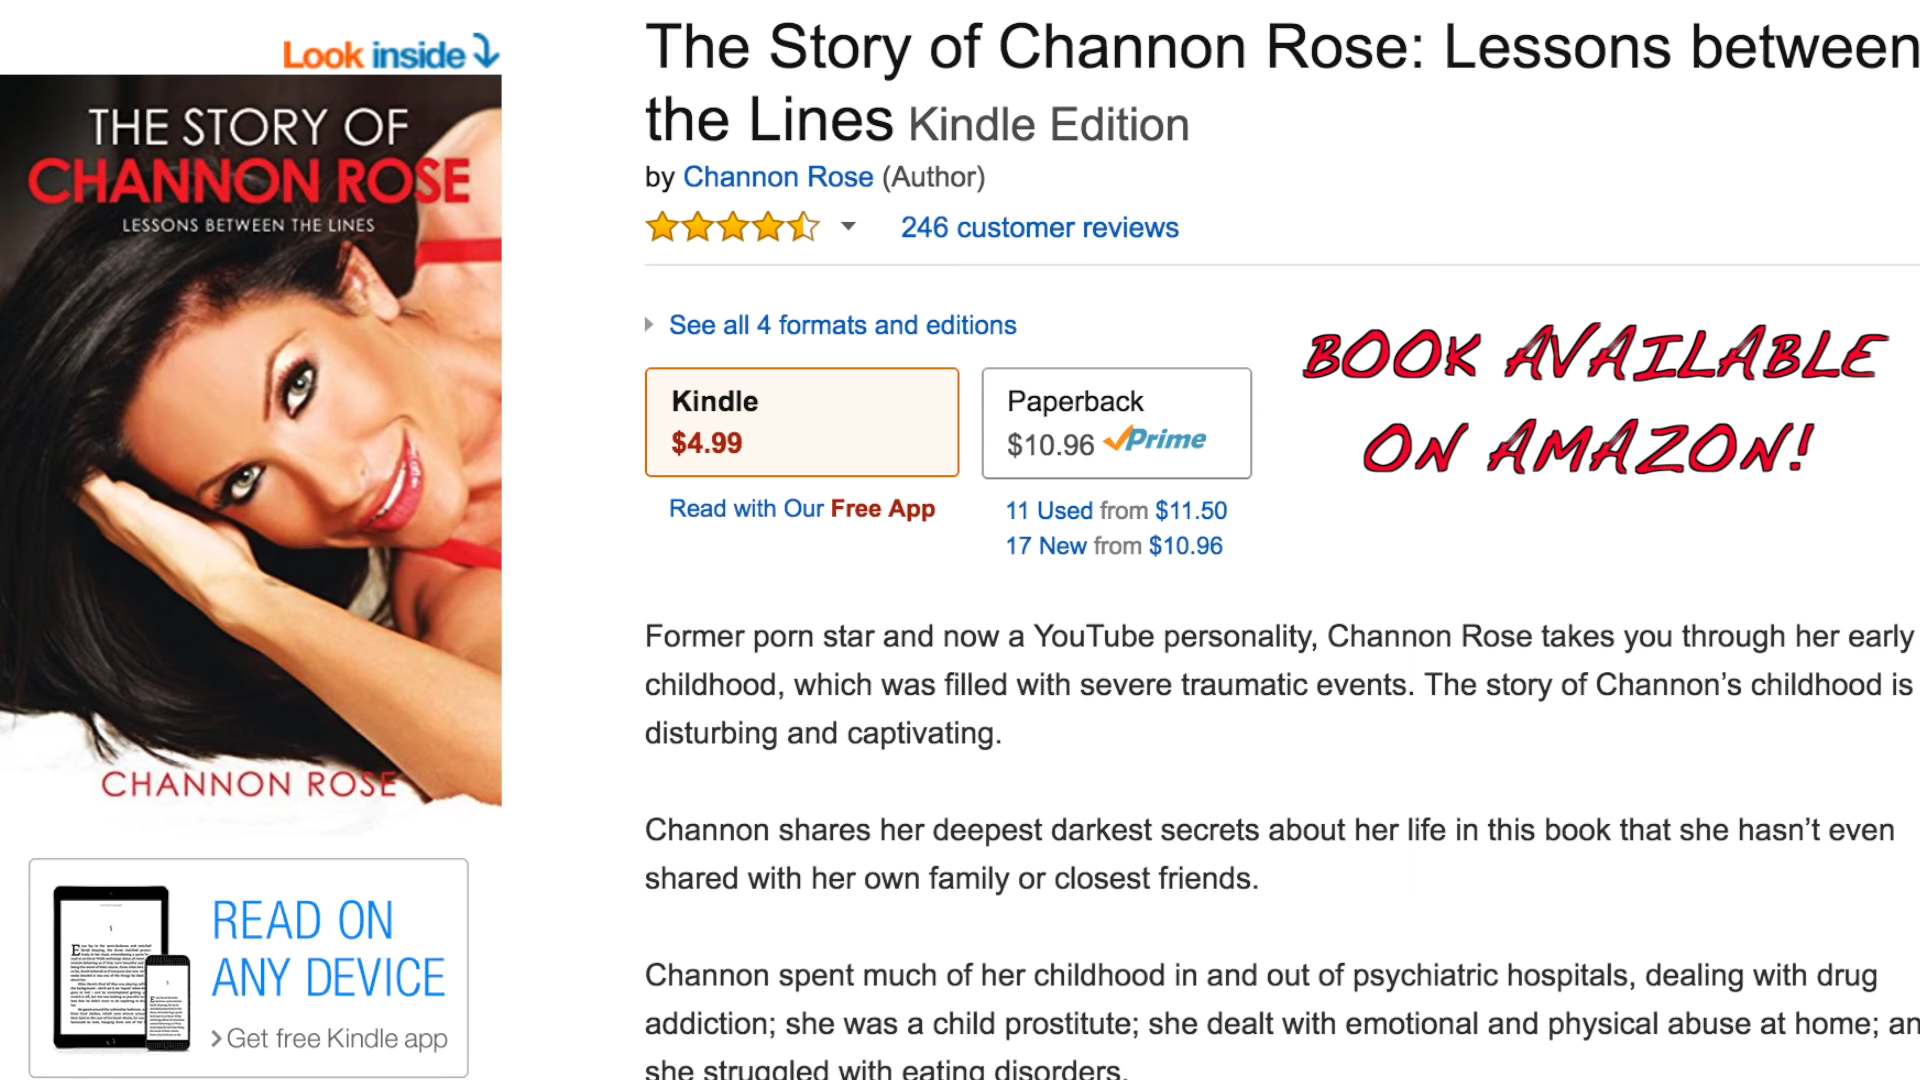 Look inside
THE STORY OF
CHANNON ROSE
LESSONS BETWEEN THE LINES
CHANNON ROSE
READ ON
ANY DEVICE
Get free Kindle app
The Story of Channon Rose: Lessons between
the Lines Kindle Edition
by Channon Rose (Author)
246 customer reviews
See all 4 formats and editions
Kindle
$4.99
Read with Our Free App
Paperback
$10.96 Prime
11 Used from $11.50
17 New from $10.96
BOOK AVAILABLE
ON AMAZON!
Former porn star and now a YouTube personality, Channon Rose takes you through her early
childhood, which was filled with severe traumatic events. The story of Channon’s childhood is
disturbing and captivating.
Channon shares her deepest darkest secrets about her life in this book that she hasn’t even
shared with her own family or closest friends.
Channon spent much of her childhood in and out of psychiatric hospitals, dealing with drug
addiction; she was a child prostitute; she dealt with emotional and physical abuse at home; an
she struggled with eating disorders.